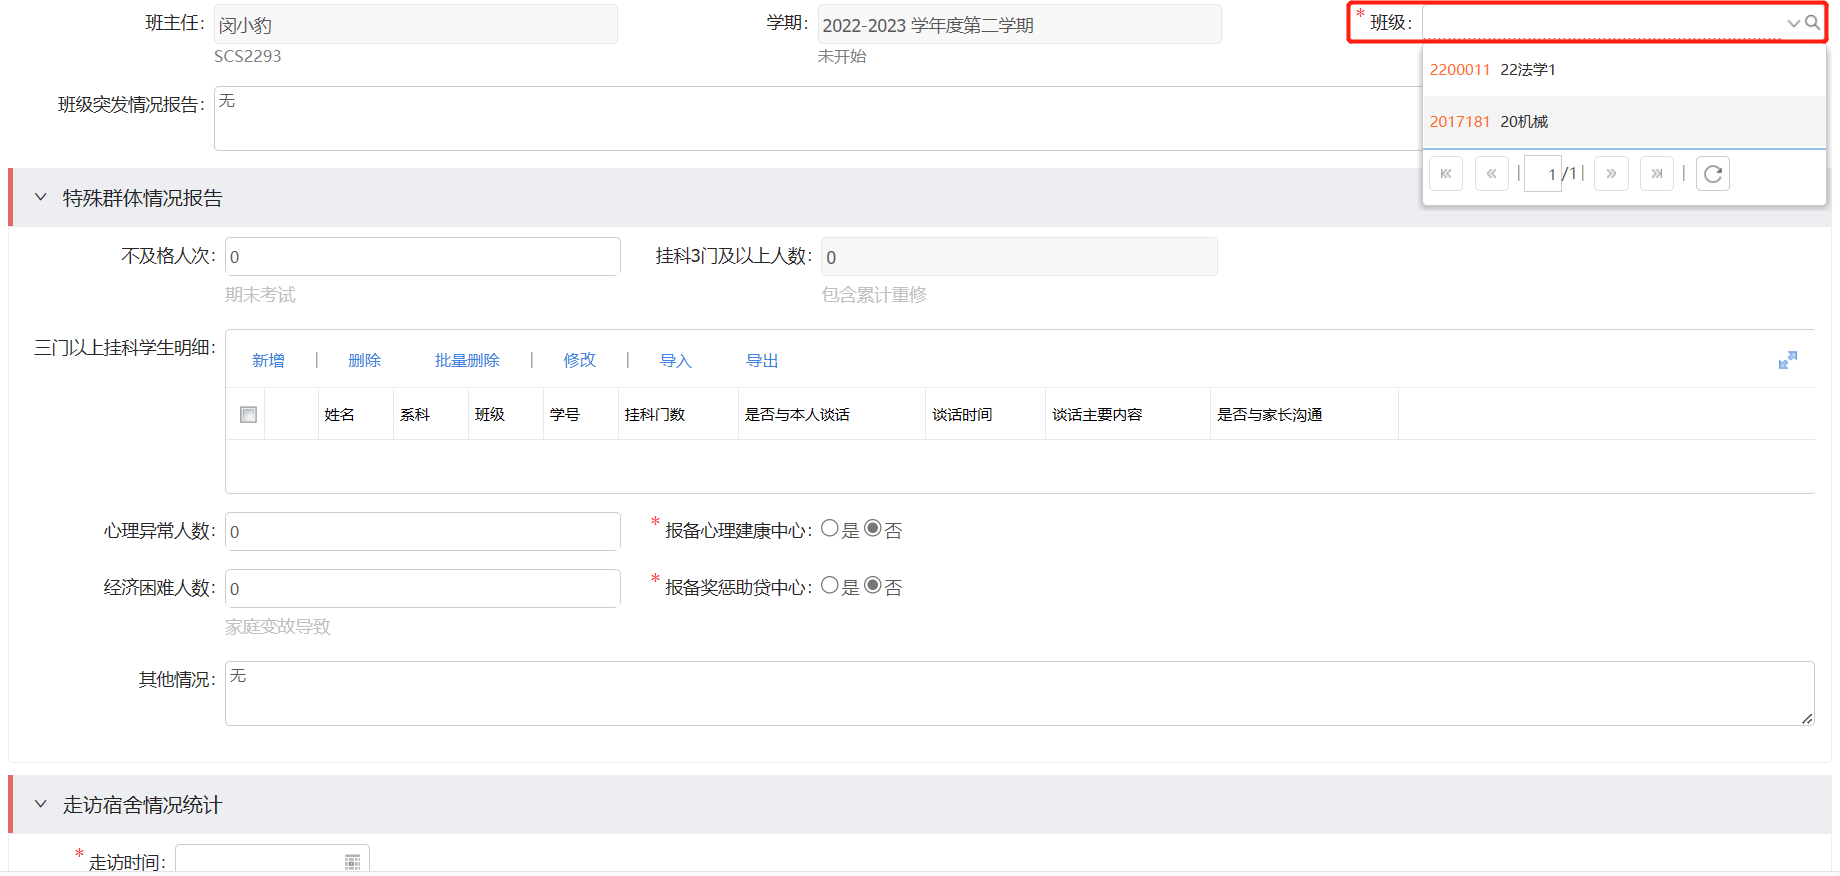 班主任： 闵小豹 学期： 2022-2023 学年度第二学期 * 班级：
SCS2293 未开始
2200011 22法学1
班级突发情况报告： 无
2017181 20机械
1 /1
特殊群体情况报告
不及格人次： 0 挂科3门及以上人数： 0
期末考试 包含累计重修
三门以上挂科学生明细：
新增 | 删除 批量删除 | 修改 | 导入 导出
姓名 系科 班级 学号 挂科门数 是否与本人谈话 谈话时间 谈话主要内容 是否与家长沟通
心理异常人数： 0 * 报备心理建康中心： 是 否
经济困难人数： 0 * 报备奖惩助贷中心： 是 否
家庭变故导致
其他情况： 无
走访宿舍情况统计
* 走访时间：